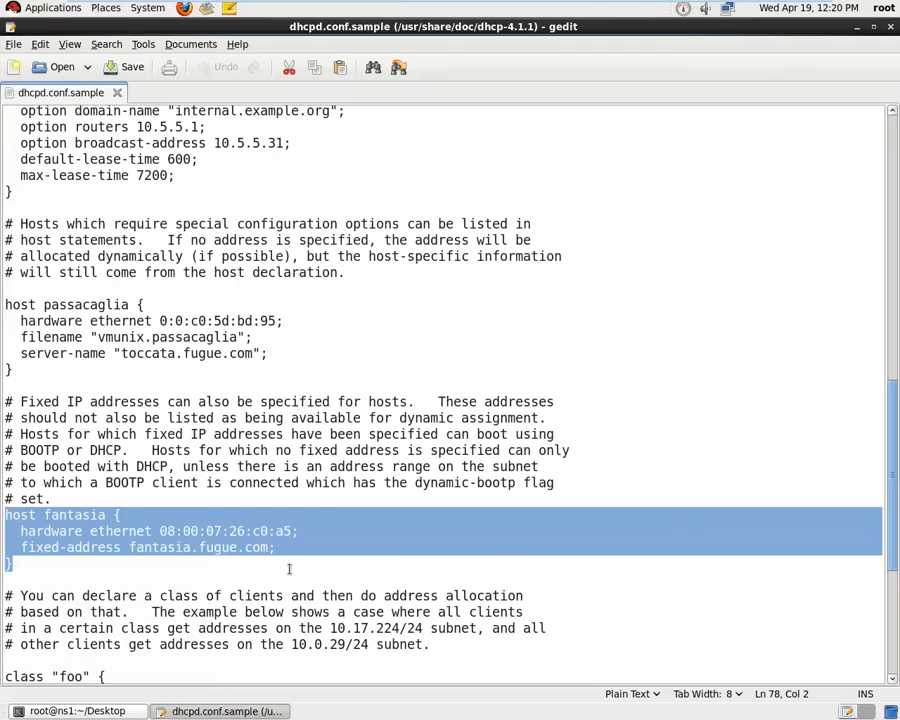 Applications Places System Wed Apr 19, 12:20 PM root
dhcpd.conf.sample (/usr/share/doc/dhcp-4.1.1) - gedit
File Edit View Search Tools Documents Help
Open Save Undo
dhcpd.conf.sample
option domain-name "internal.example.org";
option routers 10.5.5.1;
option broadcast-address 10.5.5.31;
default-lease-time 600;
max-lease-time 7200;
}
# Hosts which require special configuration options can be listed in
# host statements.   If no address is specified, the address will be
# allocated dynamically (if possible), but the host-specific information
# will still come from the host declaration.
host passacaglia {
hardware ethernet 0:0:c0:5d:bd:95;
filename "vmunix.passacaglia";
server-name "toccata.fugue.com";
}
# Fixed IP addresses can also be specified for hosts.   These addresses
# should not also be listed as being available for dynamic assignment.
# Hosts for which fixed IP addresses have been specified can boot using
# BOOTP or DHCP.   Hosts for which no fixed address is specified can only
# be booted with DHCP, unless there is an address range on the subnet
# to which a BOOTP client is connected which has the dynamic-bootp flag
# set.
host fantasia {
hardware ethernet 08:00:07:26:c0:a5;
fixed-address fantasia.fugue.com;
}
# You can declare a class of clients and then do address allocation
# based on that.   The example below shows a case where all clients
# in a certain class get addresses on the 10.17.224/24 subnet, and all
# other clients get addresses on the 10.0.29/24 subnet.
class "foo" {
Plain Text Tab Width: 8 Ln 78, Col 2 INS
root@ns1:~/Desktop dhcpd.conf.sample (/u...